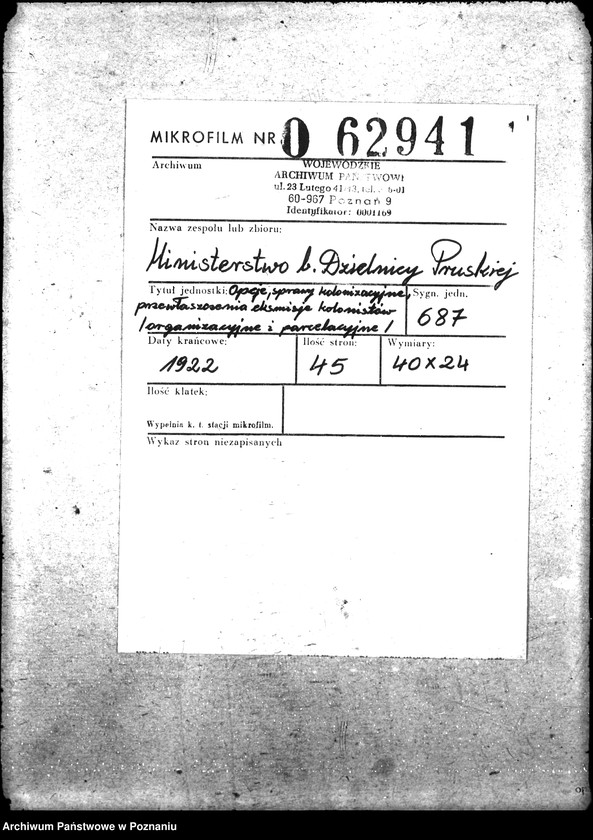 MIKROFILM NR 0 62941
Archiwum
WOJEWÓDZKIE
ARCHIWUM
ul. 23 Lutego 41
60-967 Poznań 9
Identyfikator: 0001169
Nazwa zespołu lub zbioru:
Ministerstwo b. Dzielnicy Pruskiej
Tytuł jednostki: Opcje, sprawy kolonizacyjne,
przewłaszczenia eksmisje kolonistów
/organizacyjne i parcelacyjne/
Sygn. jedn.
687
Daty krańcowe:
1922
Ilość stron:
45
Wymiary:
40x24
Ilość klatek:
Wypełnia k. t. stacji mikrofilm.
Wykaz stron niezapisanych
Archiwum Państwowe w Poznaniu